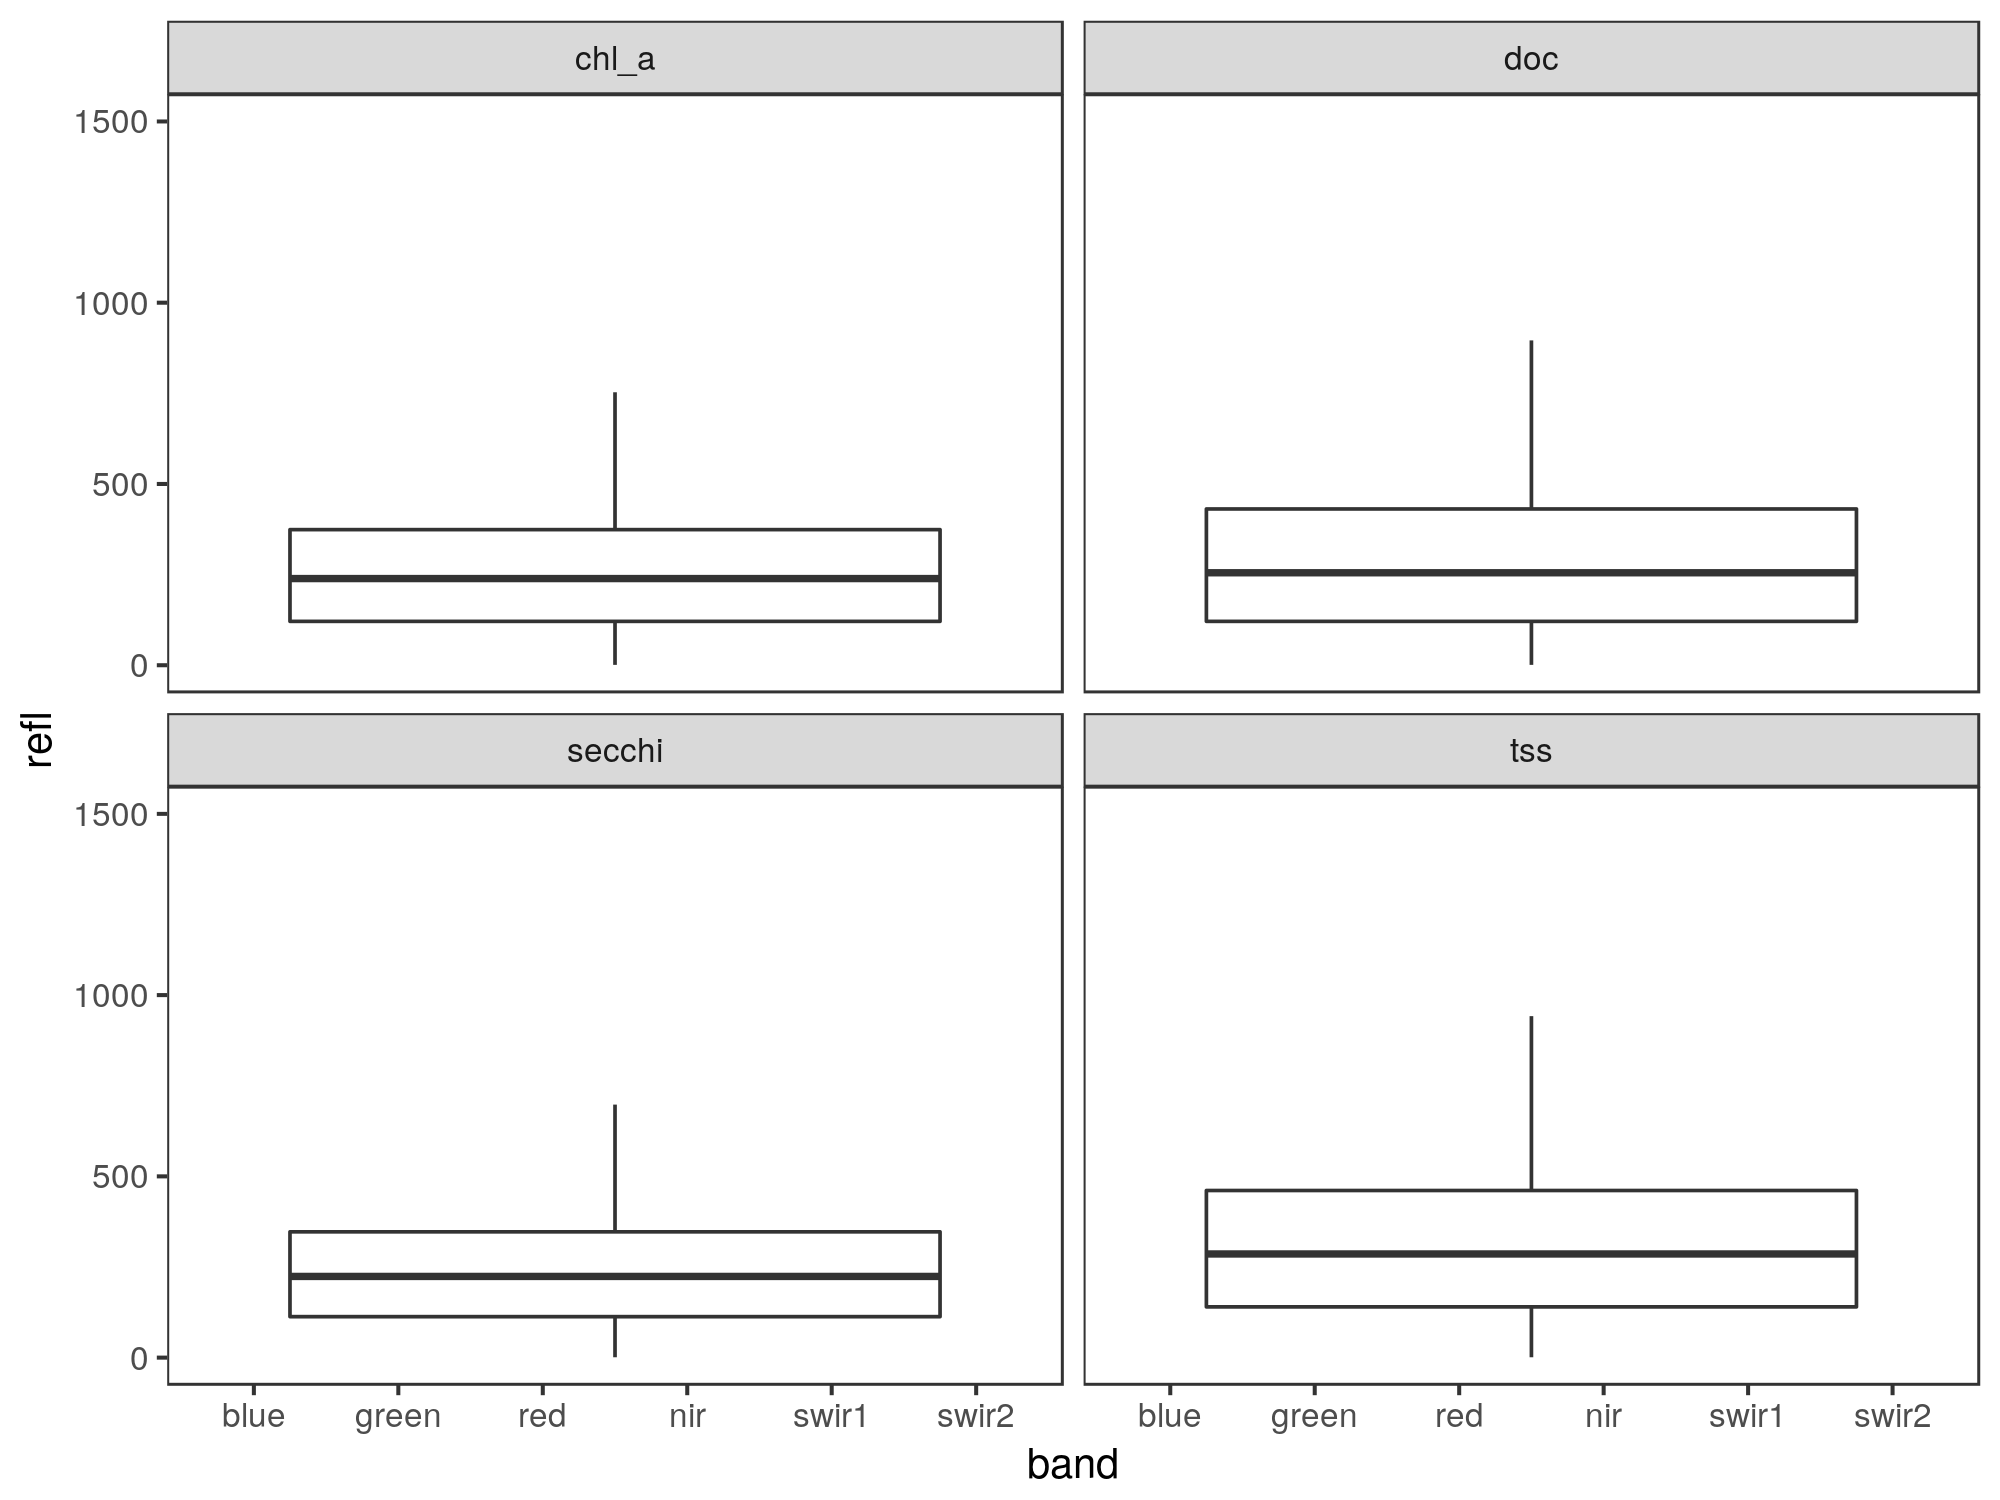 chl_a
doc
1500
1000
500
0
refl
secchi
tss
1500
1000
500
0
blue green red nir swir1 swir2
blue green red nir swir1 swir2
band